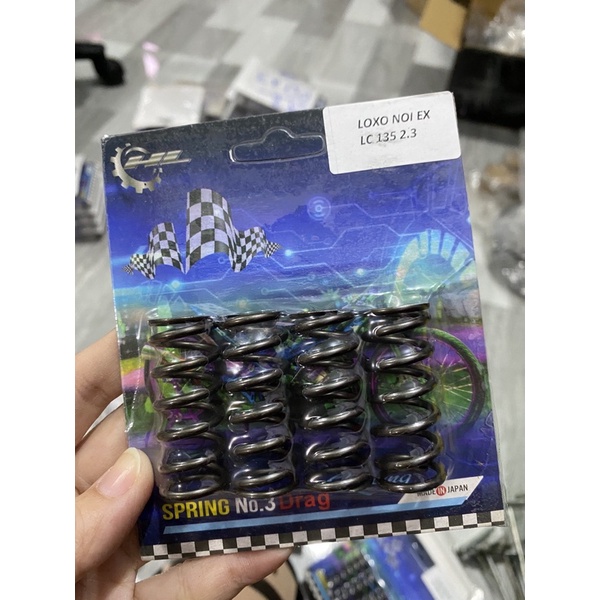 LOXO NOI EX
LC 135 2.3
SPRING No.3 Drag
MADE IN JAPAN